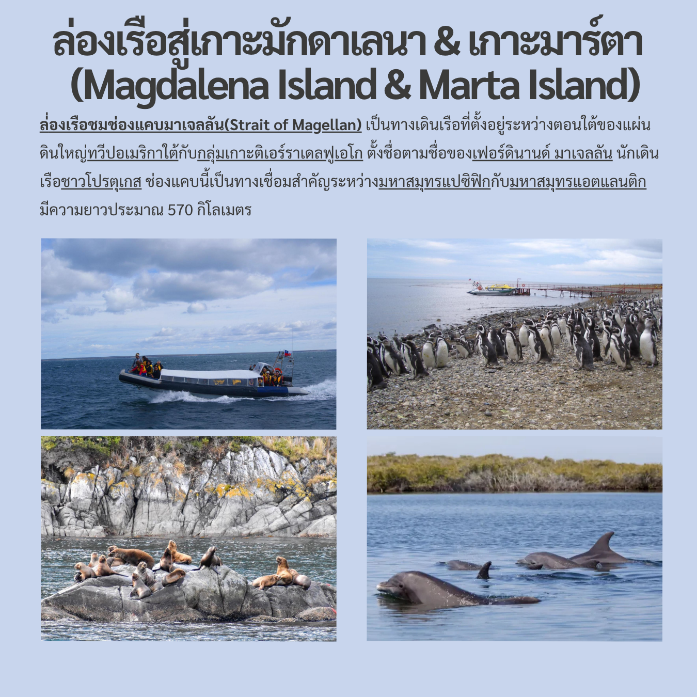 ล่องเรือสู่เกาะมักดาเลนา & เกาะมาร์ตา
(Magdalena Island & Marta Island)
ล่องเรือชมช่องแคบมาเจลลัน(Strait of Magellan) เป็นทางเดินเรือที่ตั้งอยู่ระหว่างตอนใต้ของแผ่น
ดินใหญ่ทวีปอเมริกาใต้กับกลุ่มเกาะติเอร์ราเดลฟูเอโก ตั้งชื่อตามชื่อของเฟอร์ดินานด์ มาเจลลัน นักเดิน
เรือชาวโปรตุเกส ช่องแคบนี้เป็นทางเชื่อมสำคัญระหว่างมหาสมุทรแปซิฟิกกับมหาสมุทรแอตแลนติก
มีความยาวประมาณ 570 กิโลเมตร